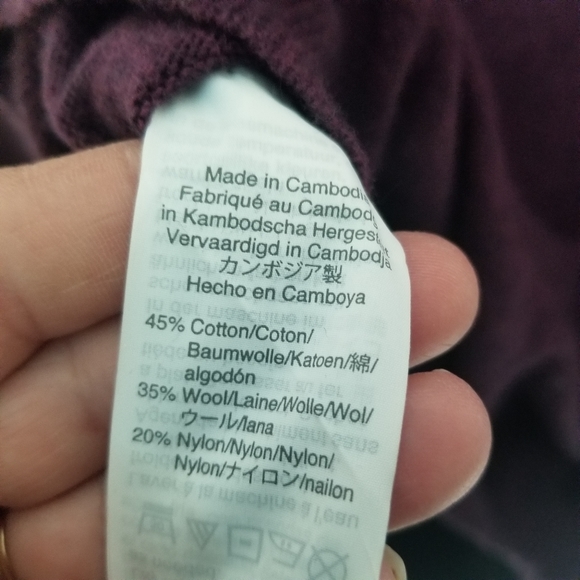 Made in Cambodi
Fabriqué au Cambod
in Kambodscha Herges
Vervaardigd in Cambodja
カンボジア製
Hecho en Camboya
45% Cotton/Coton/
Baumwolle/Katoen/綿/
algodón
35% Wool/Laine/Wolle/Wol/
ウール/lana
20% Nylon/Nylon/Nylon/
Nylon/ナイロン/nailon